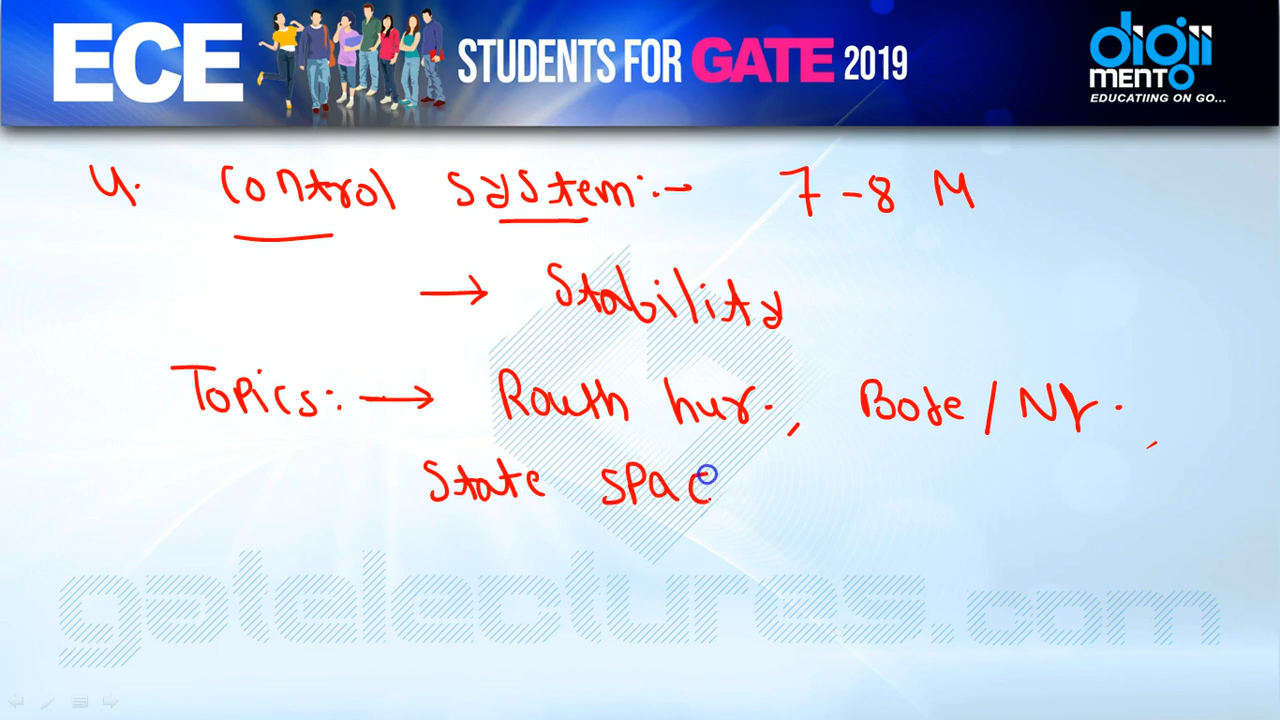 ECE STUDENTS FOR GATE 2019
digii
MENTO
EDUCATIING ON GO...
4. Control system:- 7-8 M
→ Stability
Topics: → Routh hur., Bode / Ny.,
State spac
gatelectures.com